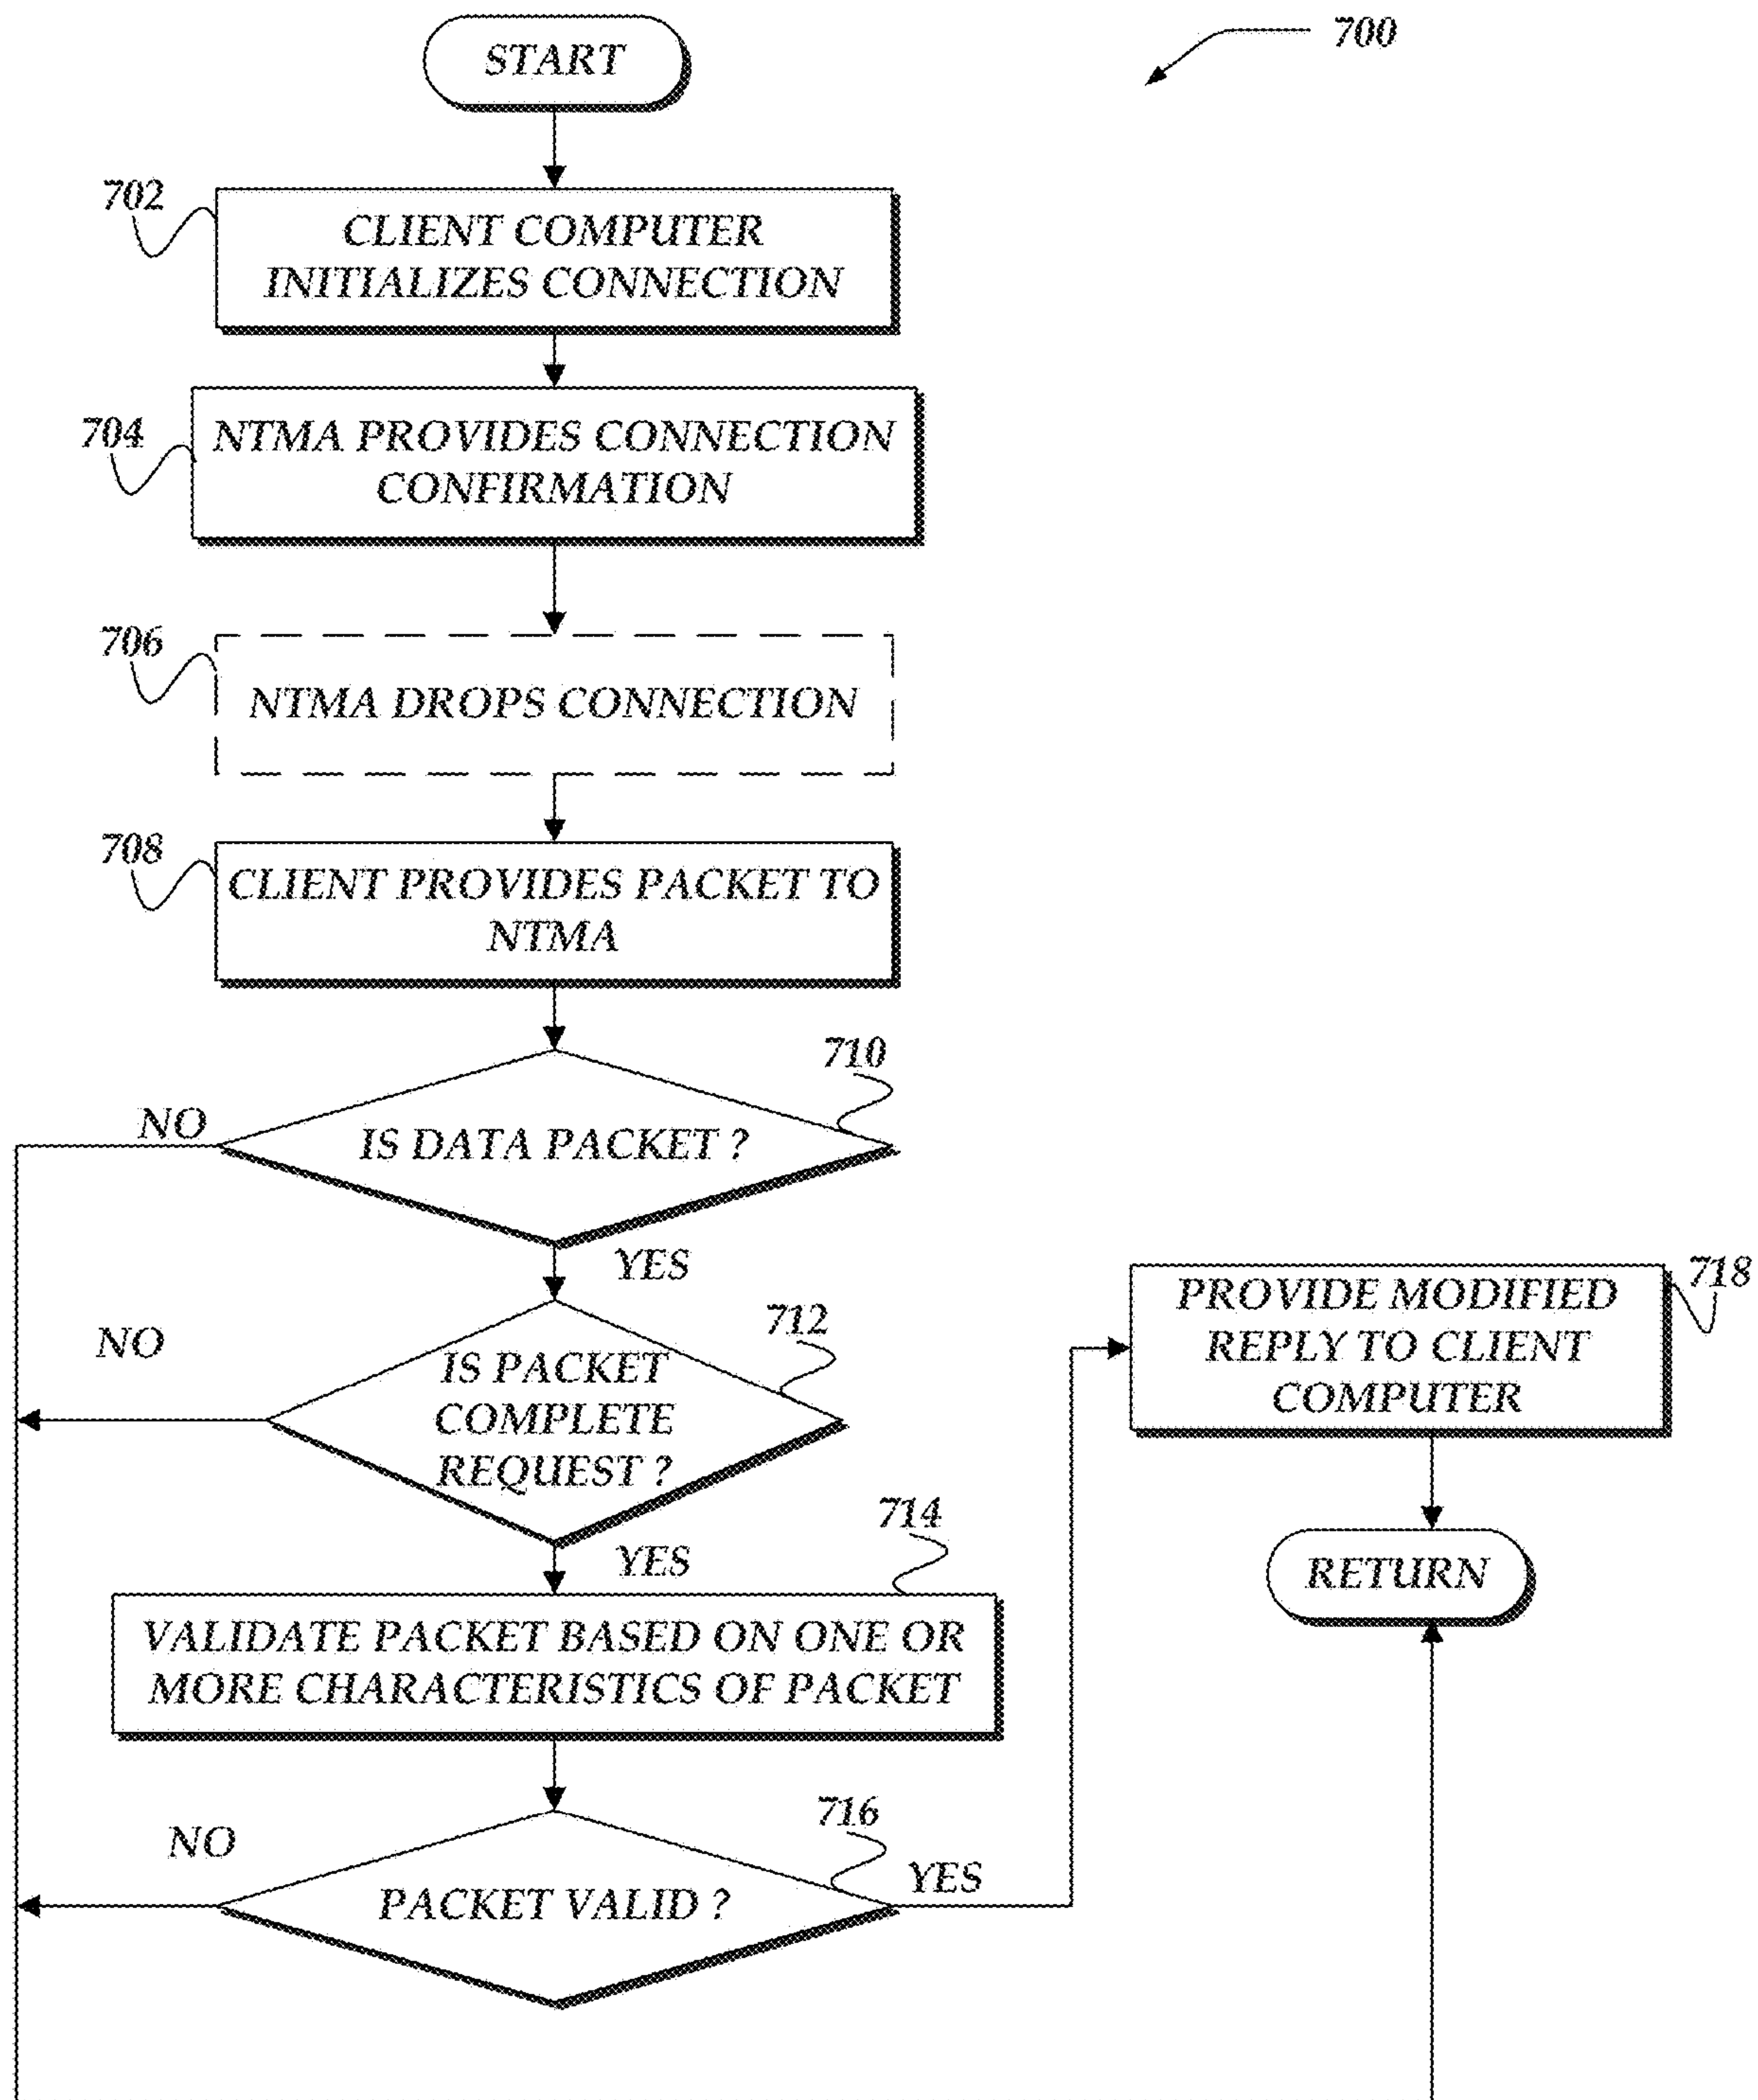 START
700
702
CLIENT COMPUTER
INITIALIZES CONNECTION
704
NTMA PROVIDES CONNECTION
CONFIRMATION
706
NTMA DROPS CONNECTION
708
CLIENT PROVIDES PACKET TO
NTMA
710
NO
IS DATA PACKET ?
YES
712
NO
IS PACKET
COMPLETE
REQUEST ?
YES
714
VALIDATE PACKET BASED ON ONE OR
MORE CHARACTERISTICS OF PACKET
716
NO
PACKET VALID ?
YES
718
PROVIDE MODIFIED
REPLY TO CLIENT
COMPUTER
RETURN